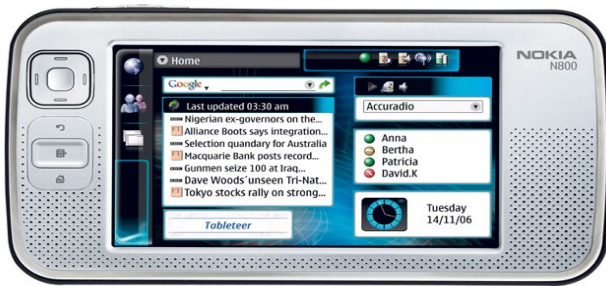 NOKIA
N800
Home
Google
Last updated 03:30 am
Nigerian ex-governors on the...
Alliance Boots says integration...
Selection quandary for Australia
Macquarie Bank posts record...
Gunmen seize 100 at Iraq...
Dave Woods´unseen Tri-Nat...
Tokyo stocks rally on strong...
Tableteer
Accuradio
Anna
Bertha
Patricia
David.K
Tuesday
14/11/06